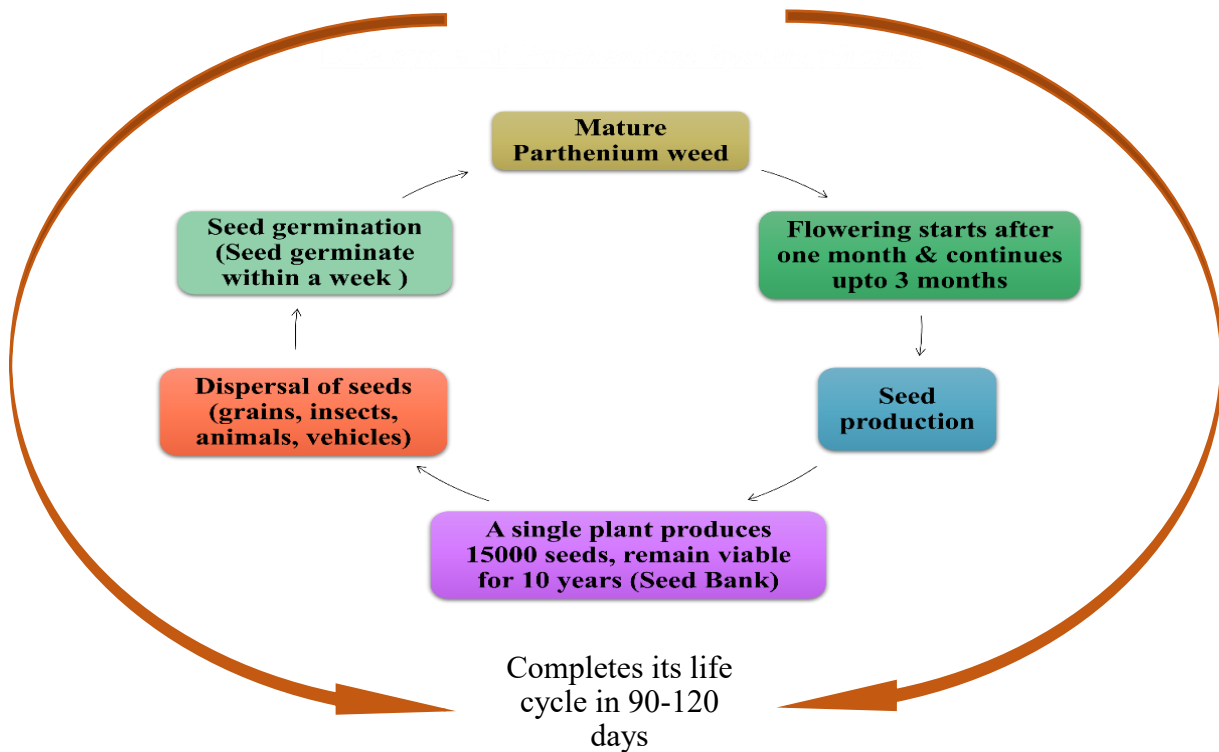 Mature
Parthenium weed
Flowering starts after
one month & continues
upto 3 months
Seed
production
A single plant produces
15000 seeds, remain viable
for 10 years (Seed Bank)
Dispersal of seeds
(grains, insects,
animals, vehicles)
Seed germination
(Seed germinate
within a week )
Completes its life
cycle in 90-120
days